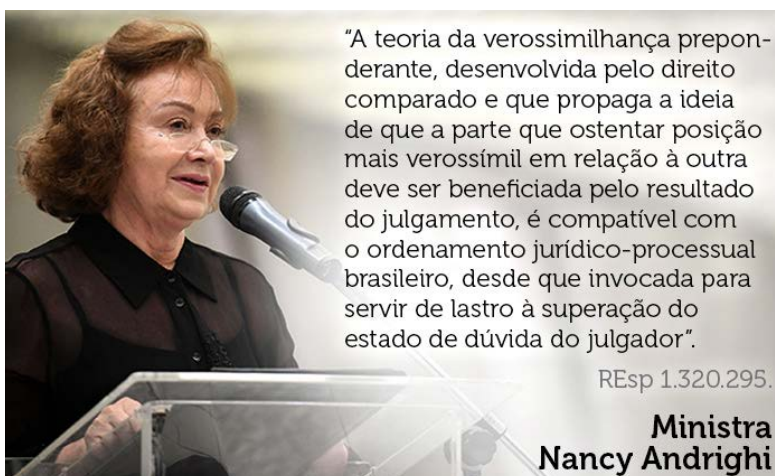 “A teoria da verossimilhança prepon-
derante, desenvolvida pelo direito
comparado e que propaga a ideia
de que a parte que ostentar posição
mais verossímil em relação à outra
deve ser beneficiada pelo resultado
do julgamento, é compatível com
o ordenamento jurídico-processual
brasileiro, desde que invocada para
servir de lastro à superação do
estado de dúvida do julgador”.
REsp 1.320.295.
Ministra
Nancy Andrighi